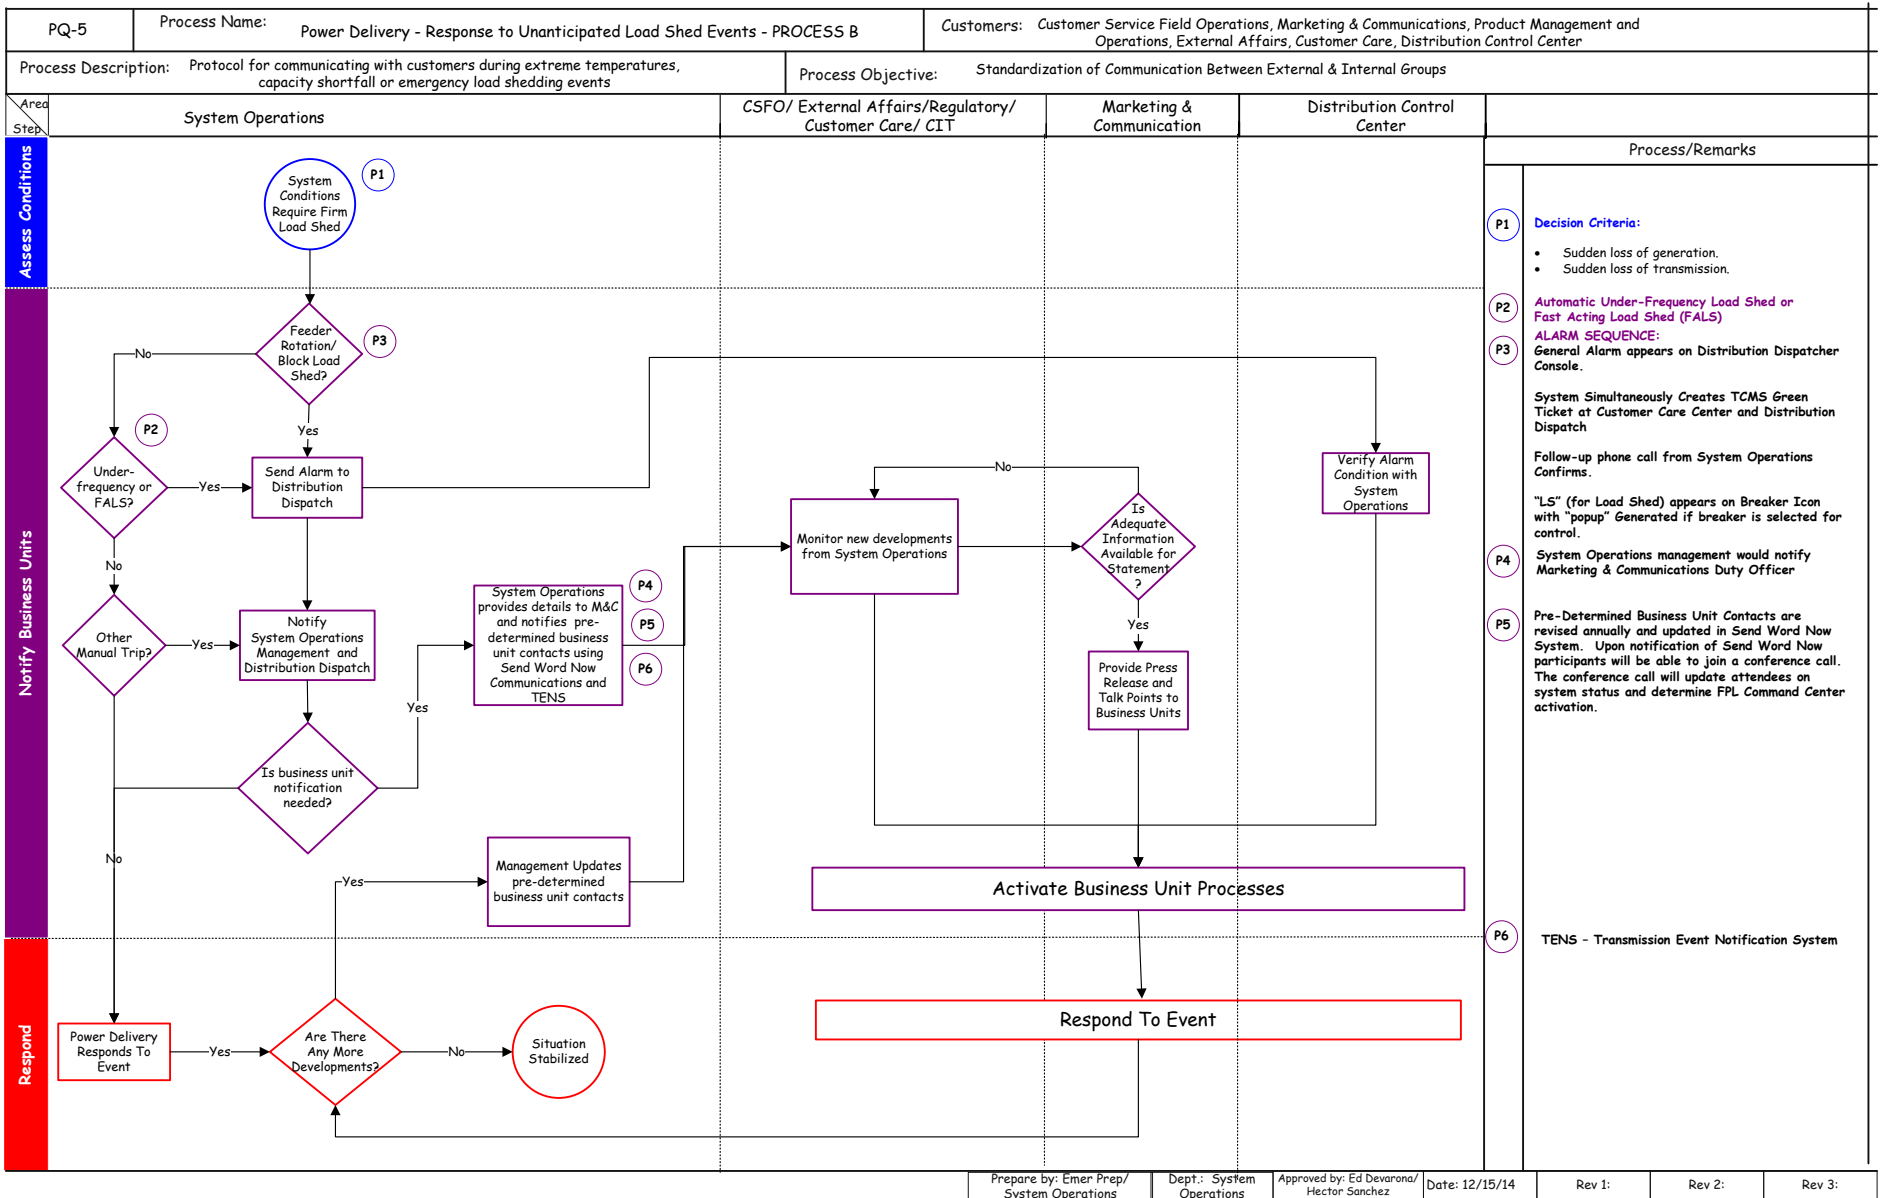 PQ-5
Process Name:
Power Delivery - Response to Unanticipated Load Shed Events - PROCESS B
Customers:
Customer Service Field Operations, Marketing & Communications, Product Management and
Operations, External Affairs, Customer Care, Distribution Control Center
Process Description:
Protocol for communicating with customers during extreme temperatures,
capacity shortfall or emergency load shedding events
Process Objective:
Standardization of Communication Between External & Internal Groups
Area
Step
System Operations
CSFO/ External Affairs/Regulatory/
Customer Care/ CIT
Marketing &
Communication
Distribution Control
Center
Process/Remarks
Assess Conditions
System
Conditions
Require Firm
Load Shed
P1
Notify Business Units
Feeder
Rotation/
Block Load
Shed?
P3
No
Yes
P2
Under-
frequency or
FALS?
Yes
No
Send Alarm to
Distribution
Dispatch
Other
Manual Trip?
Yes
Notify
System Operations
Management and
Distribution Dispatch
Is business unit
notification
needed?
Yes
No
System Operations
provides details to M&C
and notifies pre-
determined business
unit contacts using
Send Word Now
Communications and
TENS
P4
P5
P6
Management Updates
pre-determined
business unit contacts
Yes
Monitor new developments
from System Operations
No
Is
Adequate
Information
Available for
Statement
?
Yes
Provide Press
Release and
Talk Points to
Business Units
Verify Alarm
Condition with
System
Operations
Activate Business Unit Processes
Respond
Power Delivery
Responds To
Event
Yes
Are There
Any More
Developments?
No
Situation
Stabilized
Respond To Event
P1
Decision Criteria:
• Sudden loss of generation.
• Sudden loss of transmission.
P2
Automatic Under-Frequency Load Shed or
Fast Acting Load Shed (FALS)
P3
ALARM SEQUENCE:
General Alarm appears on Distribution Dispatcher
Console.
System Simultaneously Creates TCMS Green
Ticket at Customer Care Center and Distribution
Dispatch
Follow-up phone call from System Operations
Confirms.
“LS” (for Load Shed) appears on Breaker Icon
with “popup” Generated if breaker is selected for
control.
P4
System Operations management would notify
Marketing & Communications Duty Officer
P5
Pre-Determined Business Unit Contacts are
revised annually and updated in Send Word Now
System. Upon notification of Send Word Now
participants will be able to join a conference call.
The conference call will update attendees on
system status and determine FPL Command Center
activation.
P6
TENS - Transmission Event Notification System
Prepare by: Emer Prep/
System Operations
Dept.: System
Operations
Approved by: Ed Devarona/
Hector Sanchez
Date: 12/15/14
Rev 1:
Rev 2:
Rev 3: